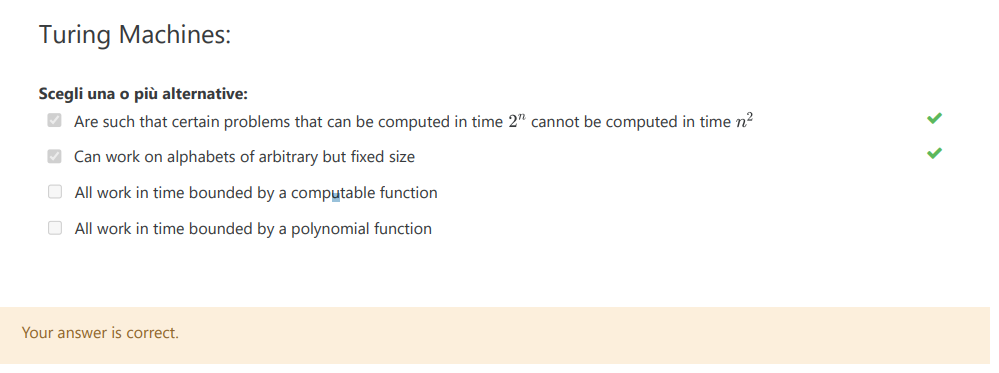 Turing Machines:
Scegli una o più alternative:
Are such that certain problems that can be computed in time 2ⁿ cannot be computed in time n²
Can work on alphabets of arbitrary but fixed size
All work in time bounded by a computable function
All work in time bounded by a polynomial function
Your answer is correct.